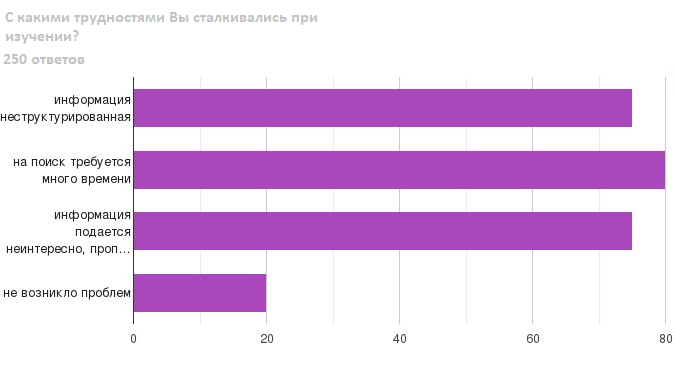 С какими трудностями Вы сталкивались при
изучении?
250 ответов
информация
неструктурированная
на поиск требуется
много времени
информация
подается
неинтересно, проп…
не возникло проблем
0
20
40
60
80